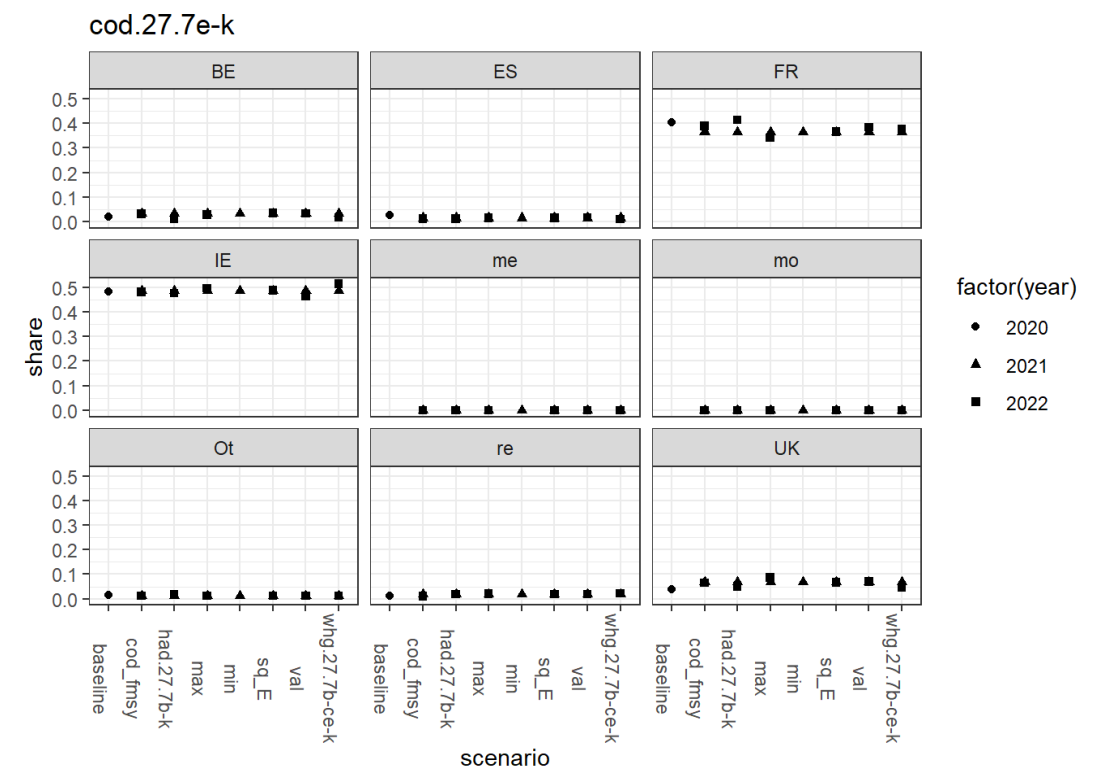 cod.27.7e-k
BE ES FR
0.5
0.4
0.3
0.2
0.1
0.0
IE me mo
0.5
0.4
0.3
0.2
0.1
0.0
Ot re UK
0.5
0.4
0.3
0.2
0.1
0.0
share
baseline
cod_fmsy
had.27.7b-k
max
min
sq_E
val
whg.27.7b-ce-k
baseline
cod_fmsy
had.27.7b-k
max
min
sq_E
val
whg.27.7b-ce-k
baseline
cod_fmsy
had.27.7b-k
max
min
sq_E
val
whg.27.7b-ce-k
scenario
factor(year)
2020
2021
2022